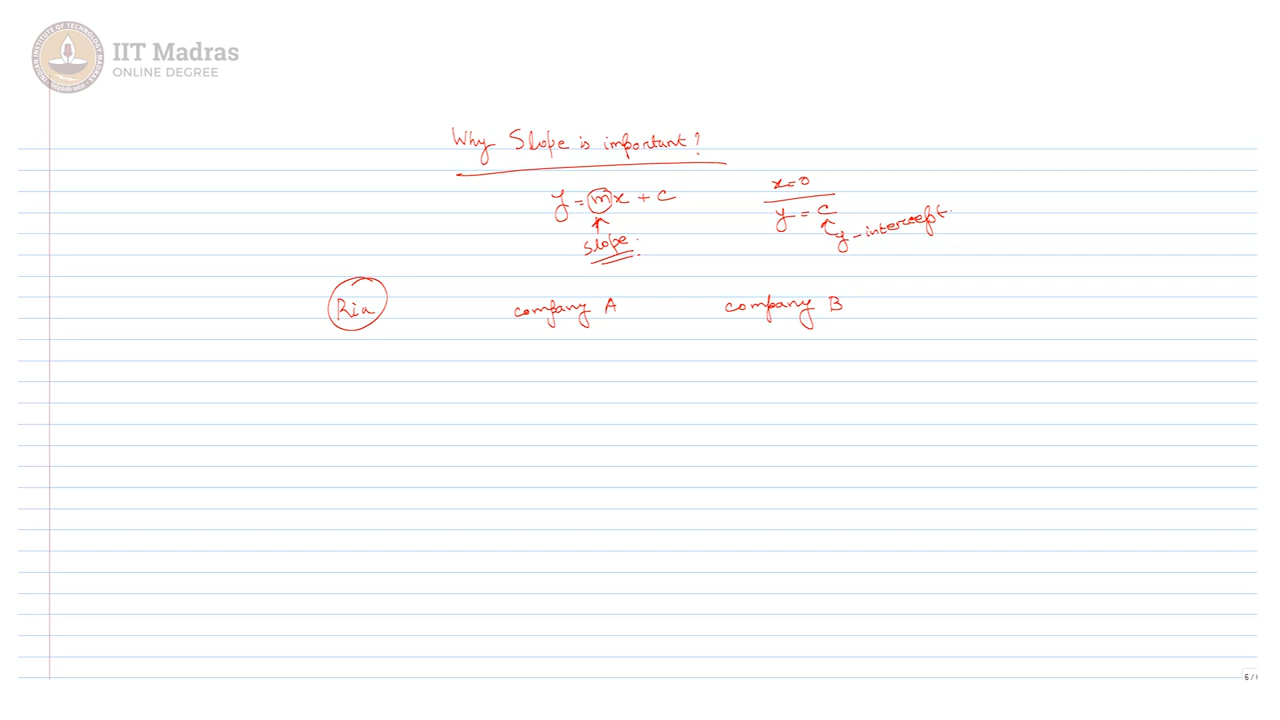 IIT Madras
ONLINE DEGREE
Why Slope is important?
y = mx + c
slope.
x=0
y = c
y-intercept.
Ria
company A
company B